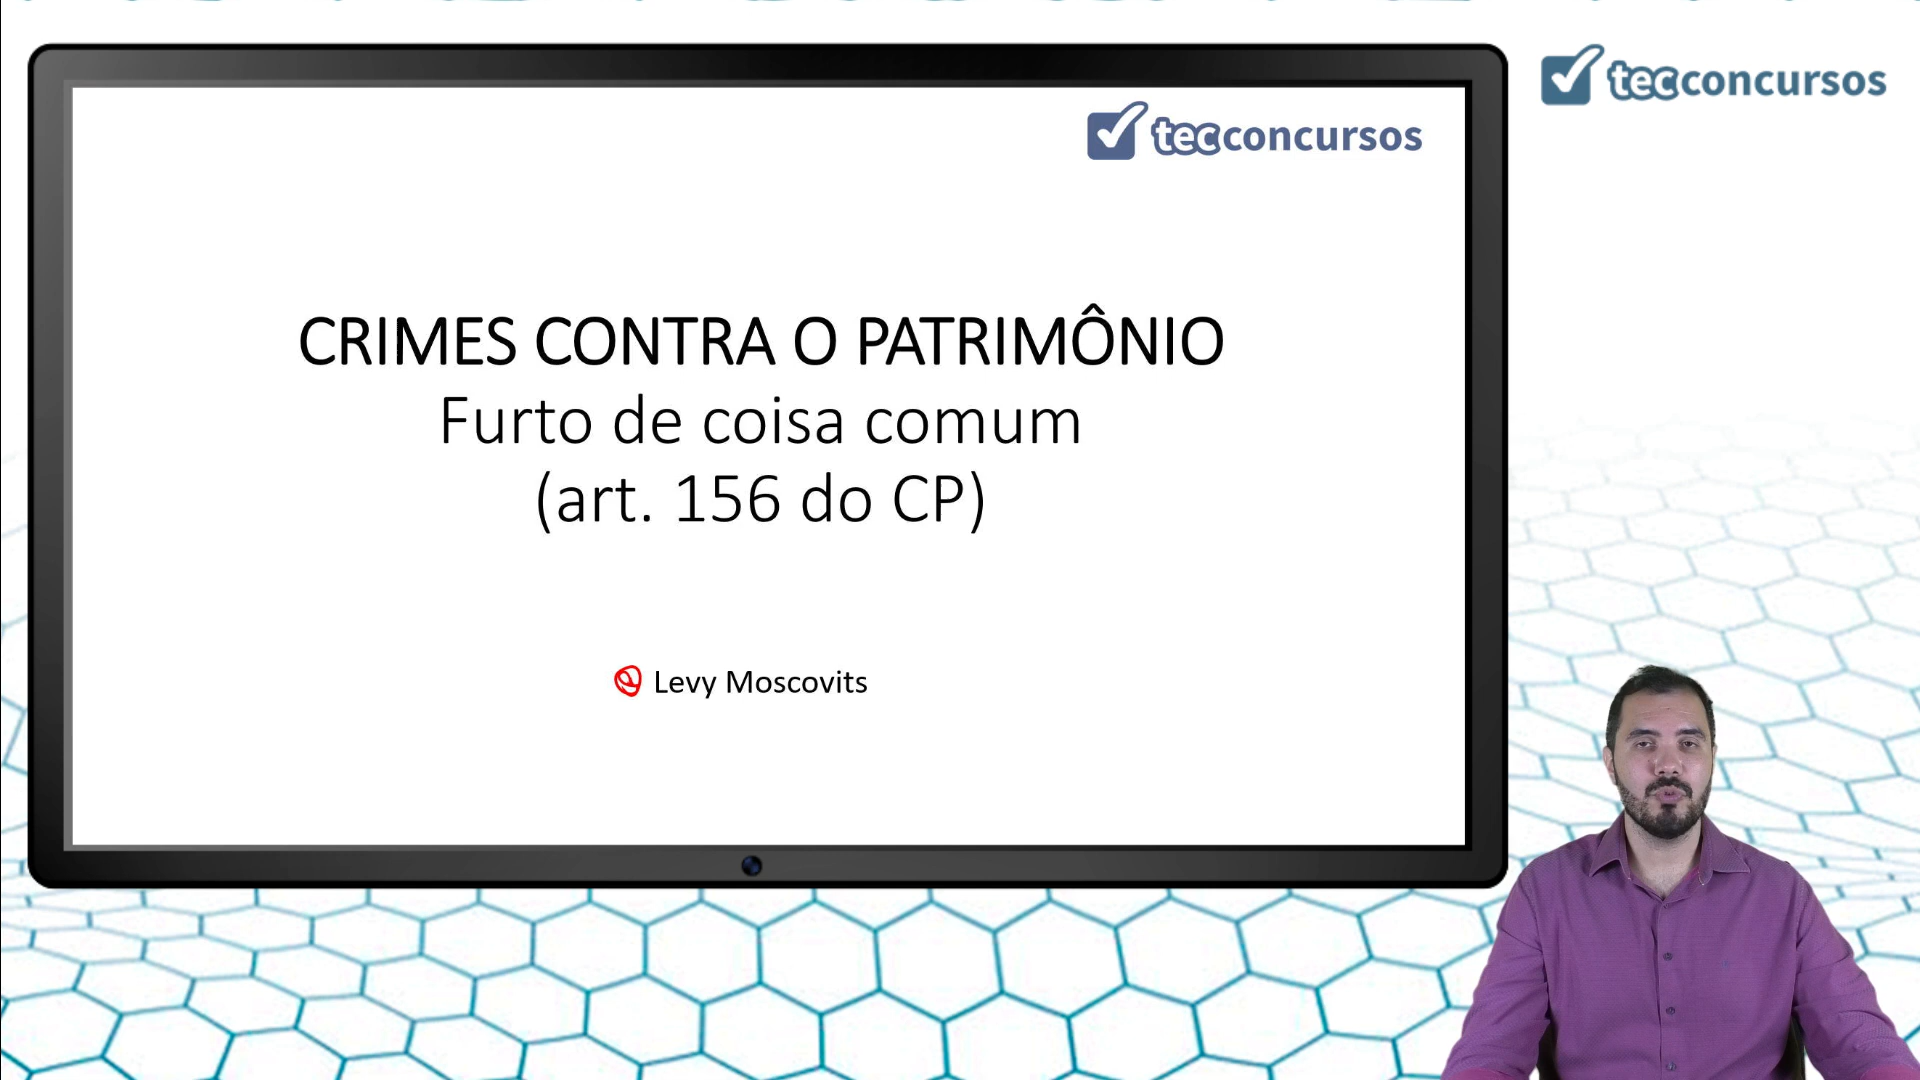 tecconcursos
tecconcursos
CRIMES CONTRA O PATRIMÔNIO
Furto de coisa comum
(art. 156 do CP)
Levy Moscovits